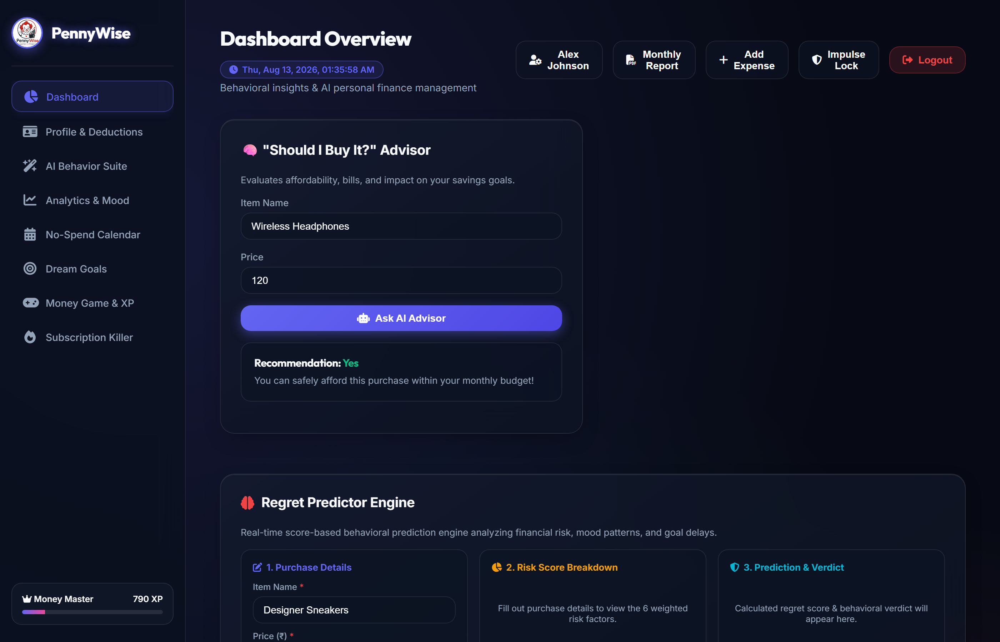 PennyWise
PennyWise
Dashboard
Profile & Deductions
AI Behavior Suite
Analytics & Mood
No-Spend Calendar
Dream Goals
Money Game & XP
Subscription Killer
Money Master
790 XP
Dashboard Overview
Thu, Aug 13, 2026, 01:35:58 AM
Behavioral insights & AI personal finance management
Alex
Johnson
PDF
Monthly
Report
Add
Expense
Impulse
Lock
Logout
"Should I Buy It?" Advisor
Evaluates affordability, bills, and impact on your savings goals.
Item Name
Wireless Headphones
Price
120
Ask AI Advisor
Recommendation: Yes
You can safely afford this purchase within your monthly budget!
Regret Predictor Engine
Real-time score-based behavioral prediction engine analyzing financial risk, mood patterns, and goal delays.
1. Purchase Details
Item Name *
Designer Sneakers
Price (₹) *
2. Risk Score Breakdown
Fill out purchase details to view the 6 weighted
risk factors.
3. Prediction & Verdict
Calculated regret score & behavioral verdict will
appear here.